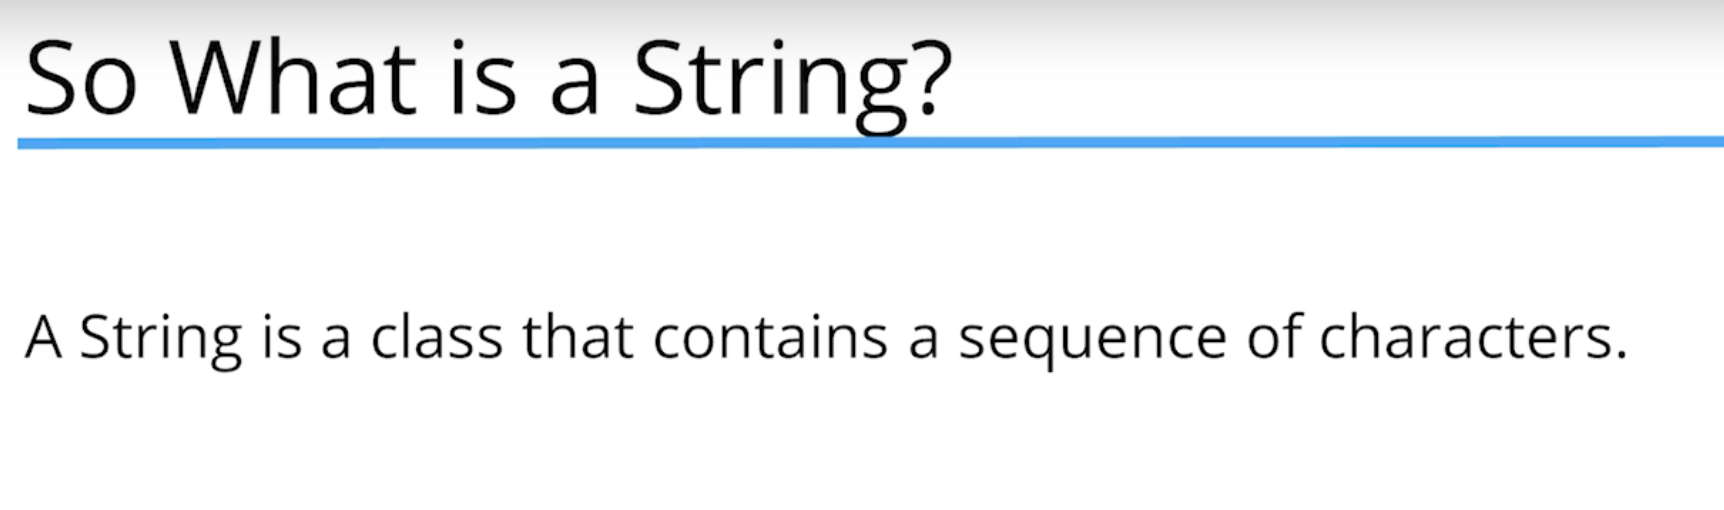 So What is a String?
A String is a class that contains a sequence of characters.